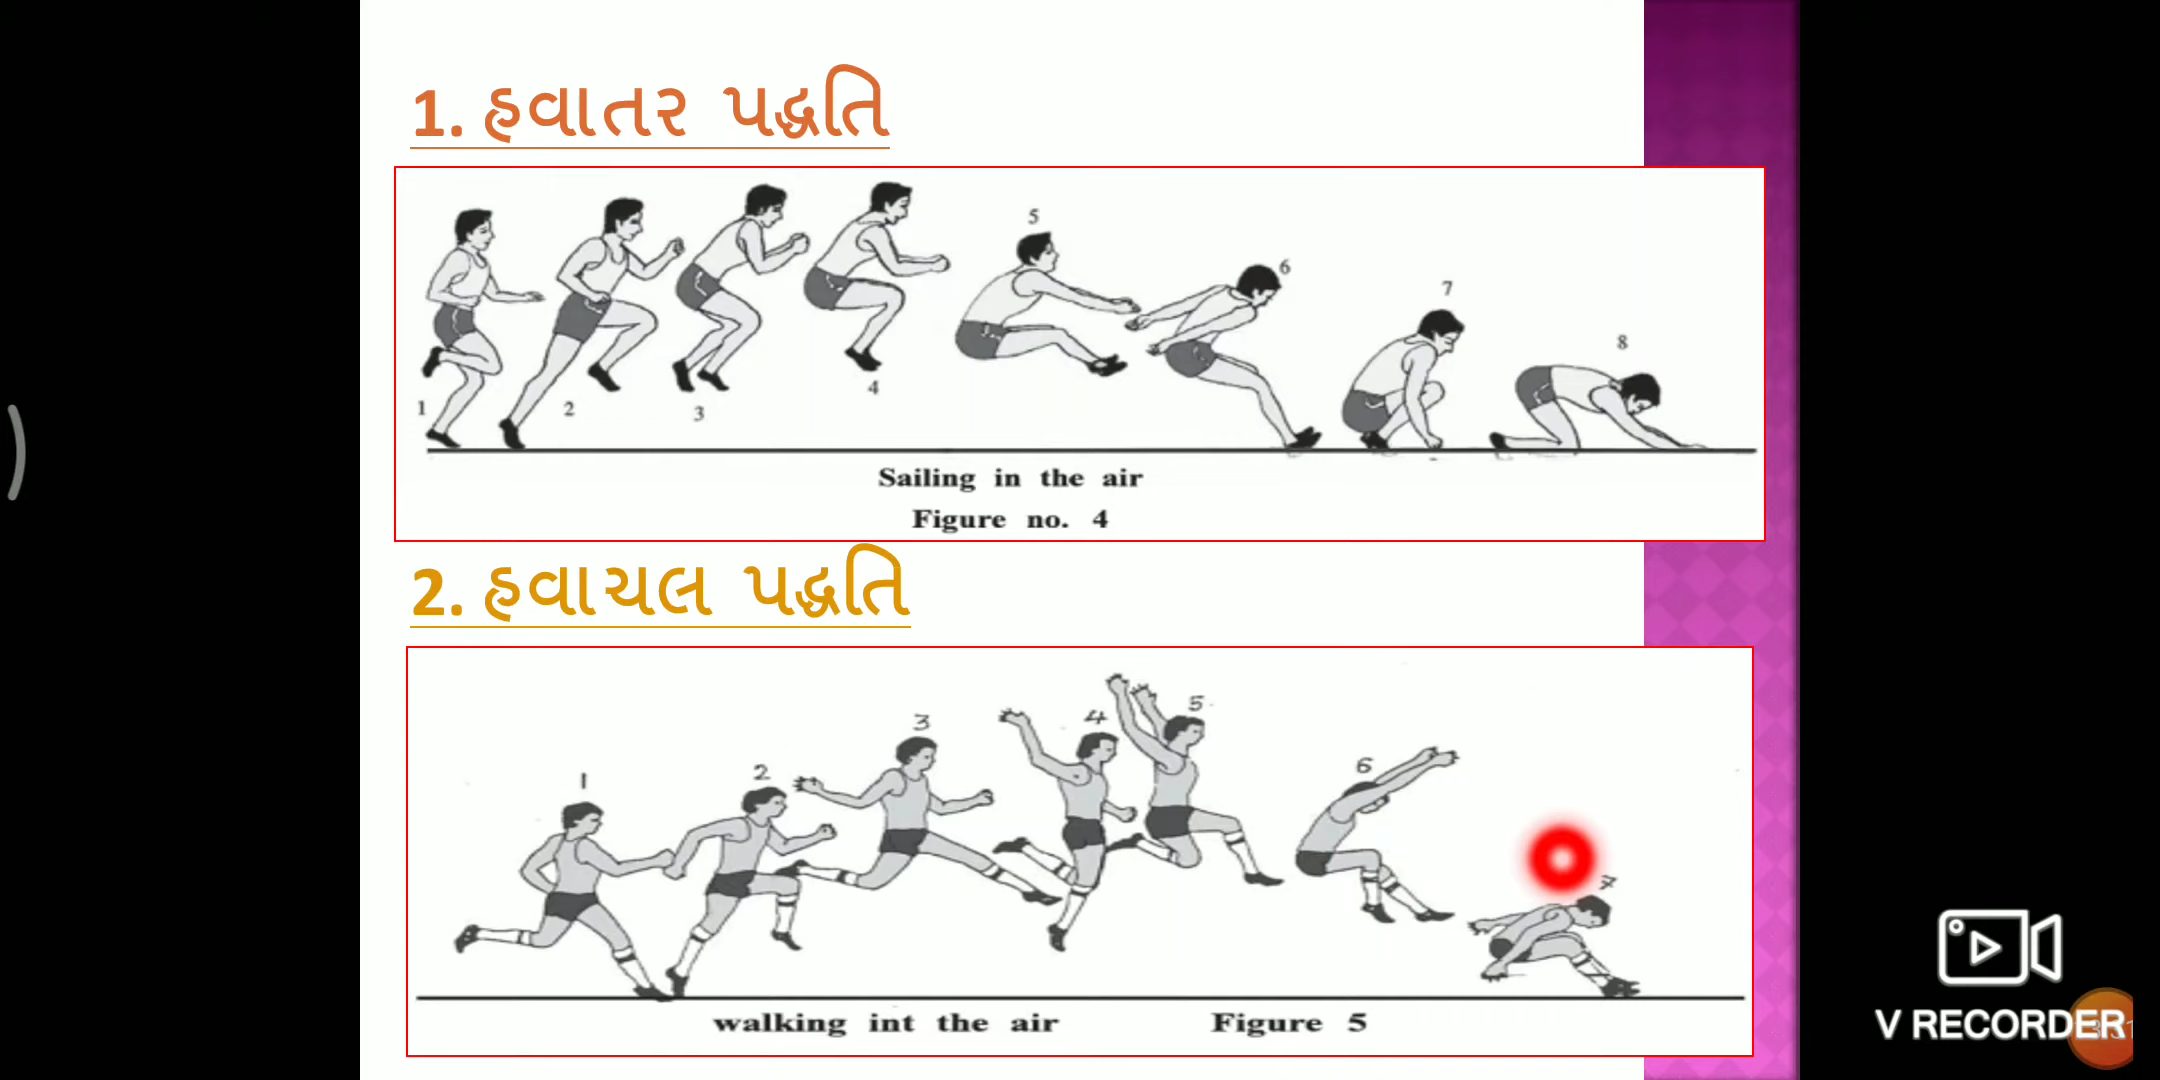 1. હવાતર પદ્ધતિ
1 2 3 4 5 6 7 8
Sailing in the air
Figure no. 4
2. હવાચલ પદ્ધતિ
1 2 3 4 5 6 7
walking int the air Figure 5
V RECORDER